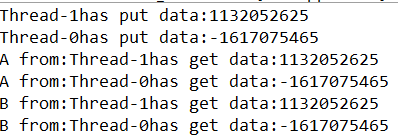 Thread-1has put data:1132052625
Thread-0has put data:-1617075465
A from:Thread-1has get data:1132052625
A from:Thread-0has get data:-1617075465
B from:Thread-1has get data:1132052625
B from:Thread-0has get data:-1617075465